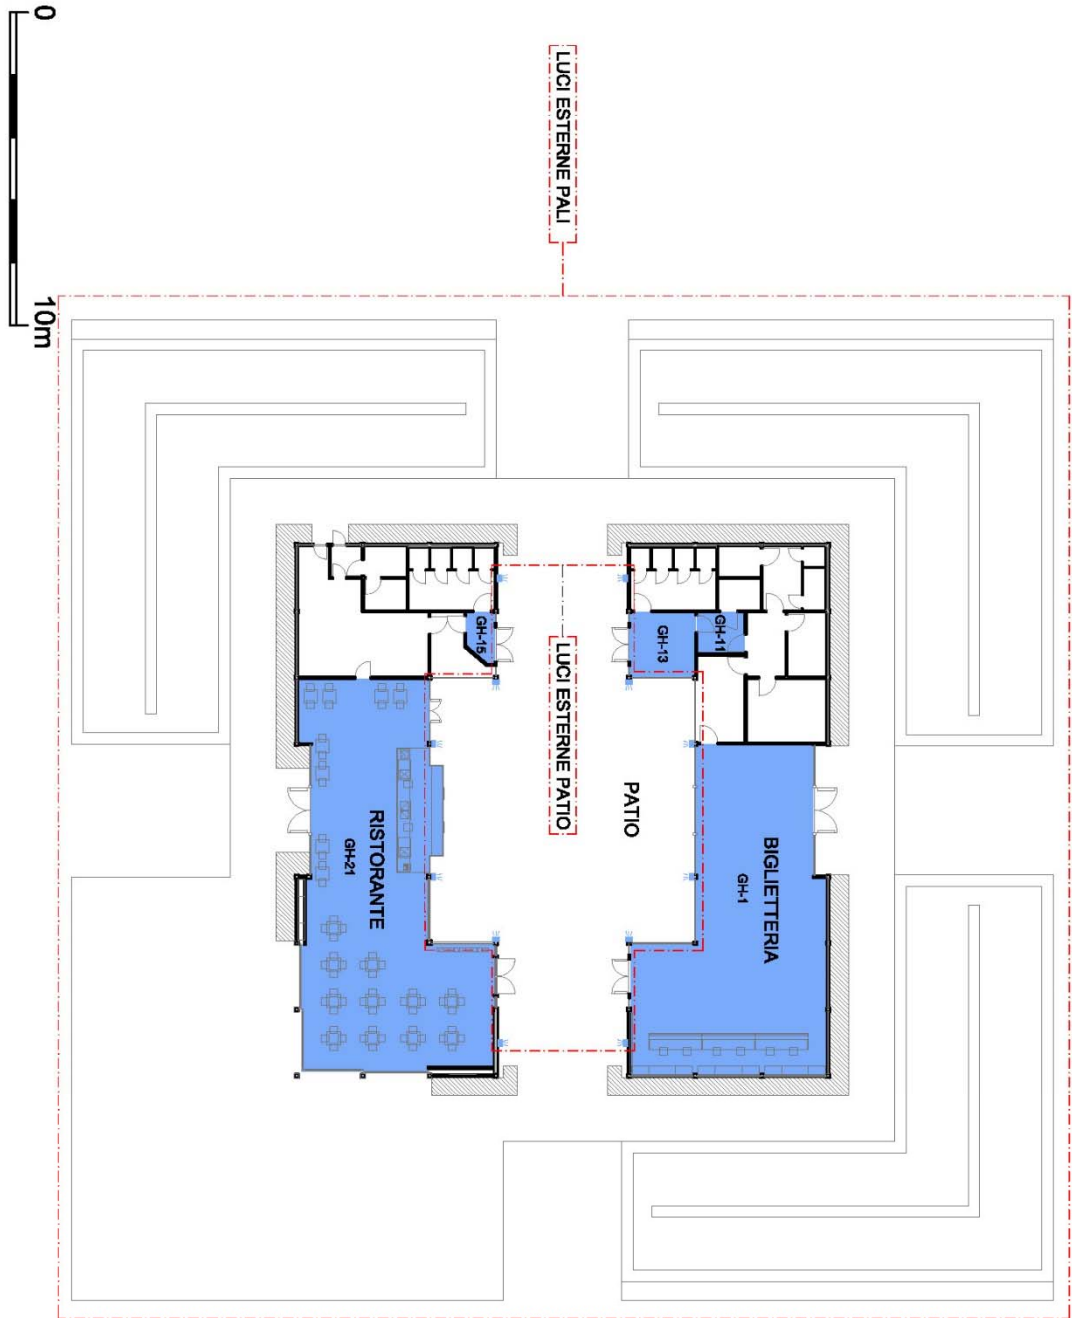 0
10m
LUCI ESTERNE PALI
GH-15
GH-13
GH-11
LUCI ESTERNE PATIO
PATIO
RISTORANTE
GH-21
BIGLIETTERIA
GH-1